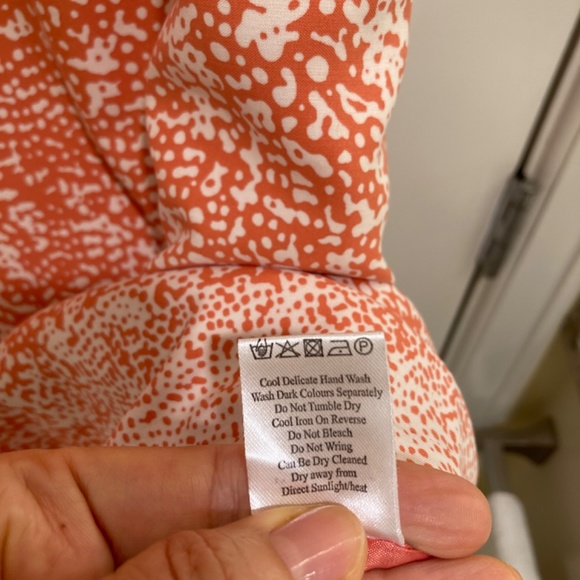 P
Cool Delicate Hand Wash
Wash Dark Colours Separately
Do Not Tumble Dry
Cool Iron On Reverse
Do Not Bleach
Do Not Wring
Can Be Dry Cleaned
Dry away from
Direct Sunlight/heat